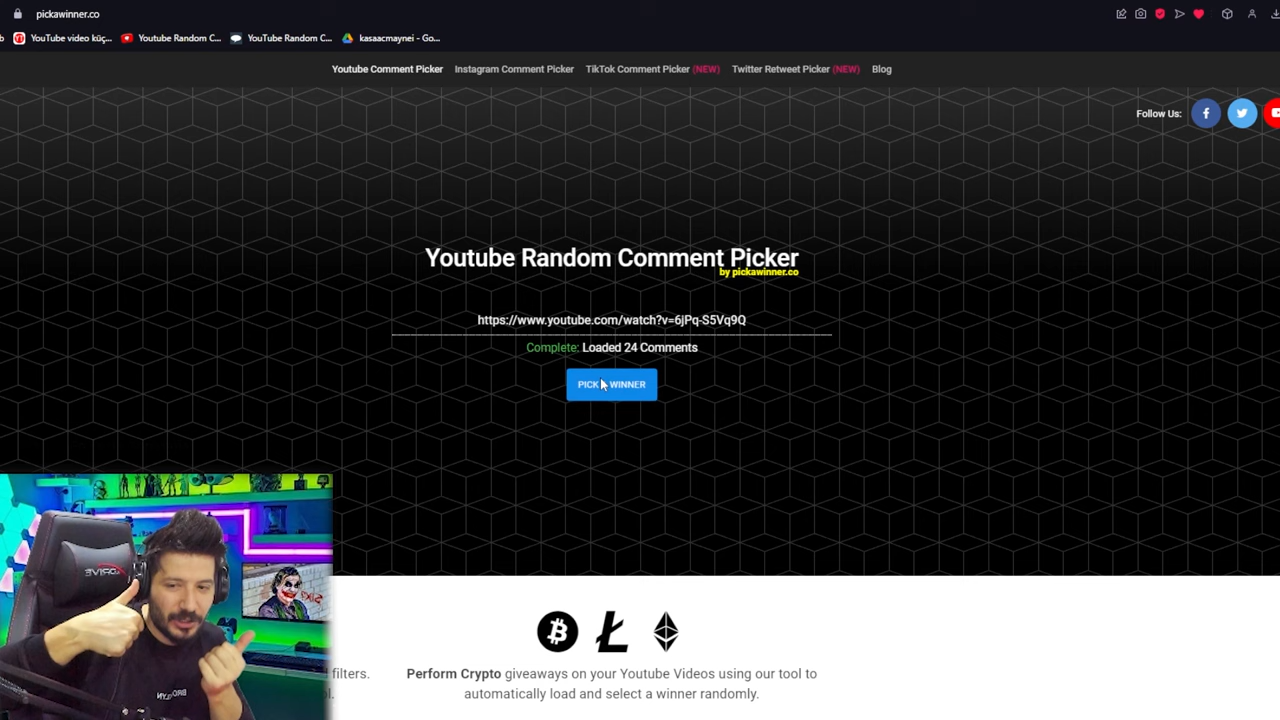 pickawinner.co
YouTube video küç...
Youtube Random C...
YouTube Random C...
kasaacmaynei - Go...
Youtube Comment Picker
Instagram Comment Picker
TikTok Comment Picker (NEW)
Twitter Retweet Picker (NEW)
Blog
Follow Us:
Youtube Random Comment Picker
by pickawinner.co
https://www.youtube.com/watch?v=6jPq-S5Vq9Q
Complete: Loaded 24 Comments
PICK WINNER
filters.
Perform Crypto giveaways on your Youtube Videos using our tool to
automatically load and select a winner randomly.